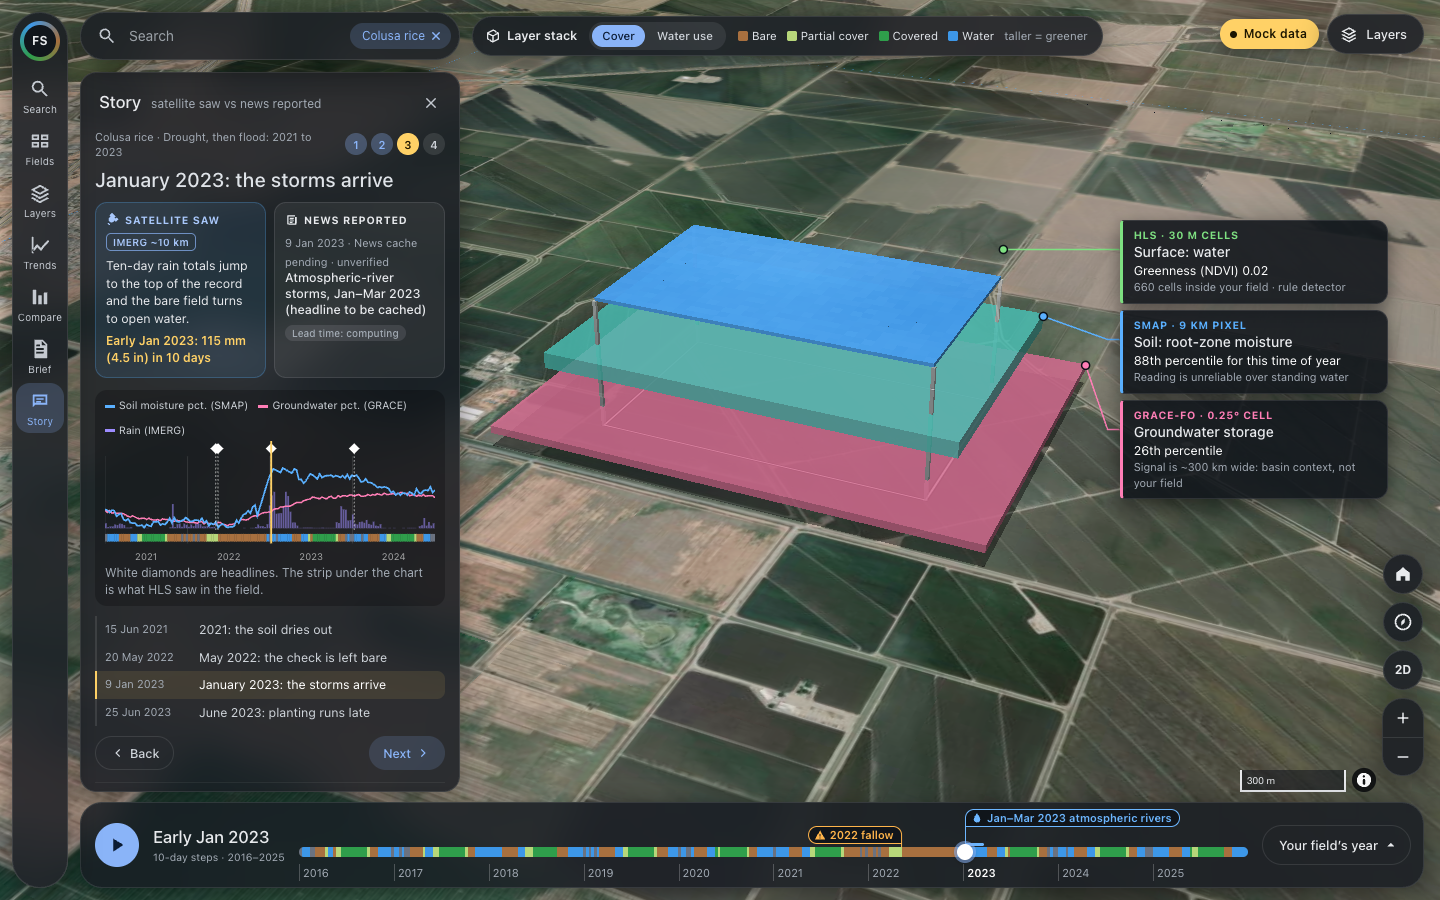 FS
Search
Fields
Layers
Trends
Compare
Brief
Story
Search
Colusa rice
Layer stack
Cover
Water use
Bare
Partial cover
Covered
Water
taller = greener
Mock data
Layers
Story
satellite saw vs news reported
Colusa rice · Drought, then flood: 2021 to
2023
1
2
3
4
January 2023: the storms arrive
SATELLITE SAW
IMERG ~10 km
Ten-day rain totals jump
to the top of the record
and the bare field turns
to open water.
Early Jan 2023: 115 mm
(4.5 in) in 10 days
NEWS REPORTED
9 Jan 2023 · News cache
pending · unverified
Atmospheric-river
storms, Jan–Mar 2023
(headline to be cached)
Lead time: computing
Soil moisture pct. (SMAP)
Groundwater pct. (GRACE)
Rain (IMERG)
2021
2022
2023
2024
White diamonds are headlines. The strip under the chart
is what HLS saw in the field.
15 Jun 2021
2021: the soil dries out
20 May 2022
May 2022: the check is left bare
9 Jan 2023
January 2023: the storms arrive
25 Jun 2023
June 2023: planting runs late
Back
Next
HLS · 30 M CELLS
Surface: water
Greenness (NDVI) 0.02
660 cells inside your field · rule detector
SMAP · 9 KM PIXEL
Soil: root-zone moisture
88th percentile for this time of year
Reading is unreliable over standing water
GRACE-FO · 0.25° CELL
Groundwater storage
26th percentile
Signal is ~300 km wide: basin context, not
your field
2D
300 m
Early Jan 2023
10-day steps · 2016–2025
2022 fallow
Jan–Mar 2023 atmospheric rivers
2016
2017
2018
2019
2020
2021
2022
2023
2024
2025
Your field's year